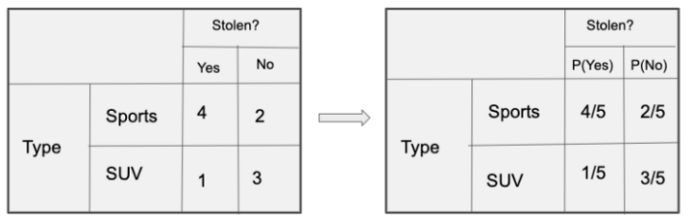 Stolen?
Yes No
Type
Sports 4 2
SUV 1 3
Stolen?
P(Yes) P(No)
Type
Sports 4/5 2/5
SUV 1/5 3/5